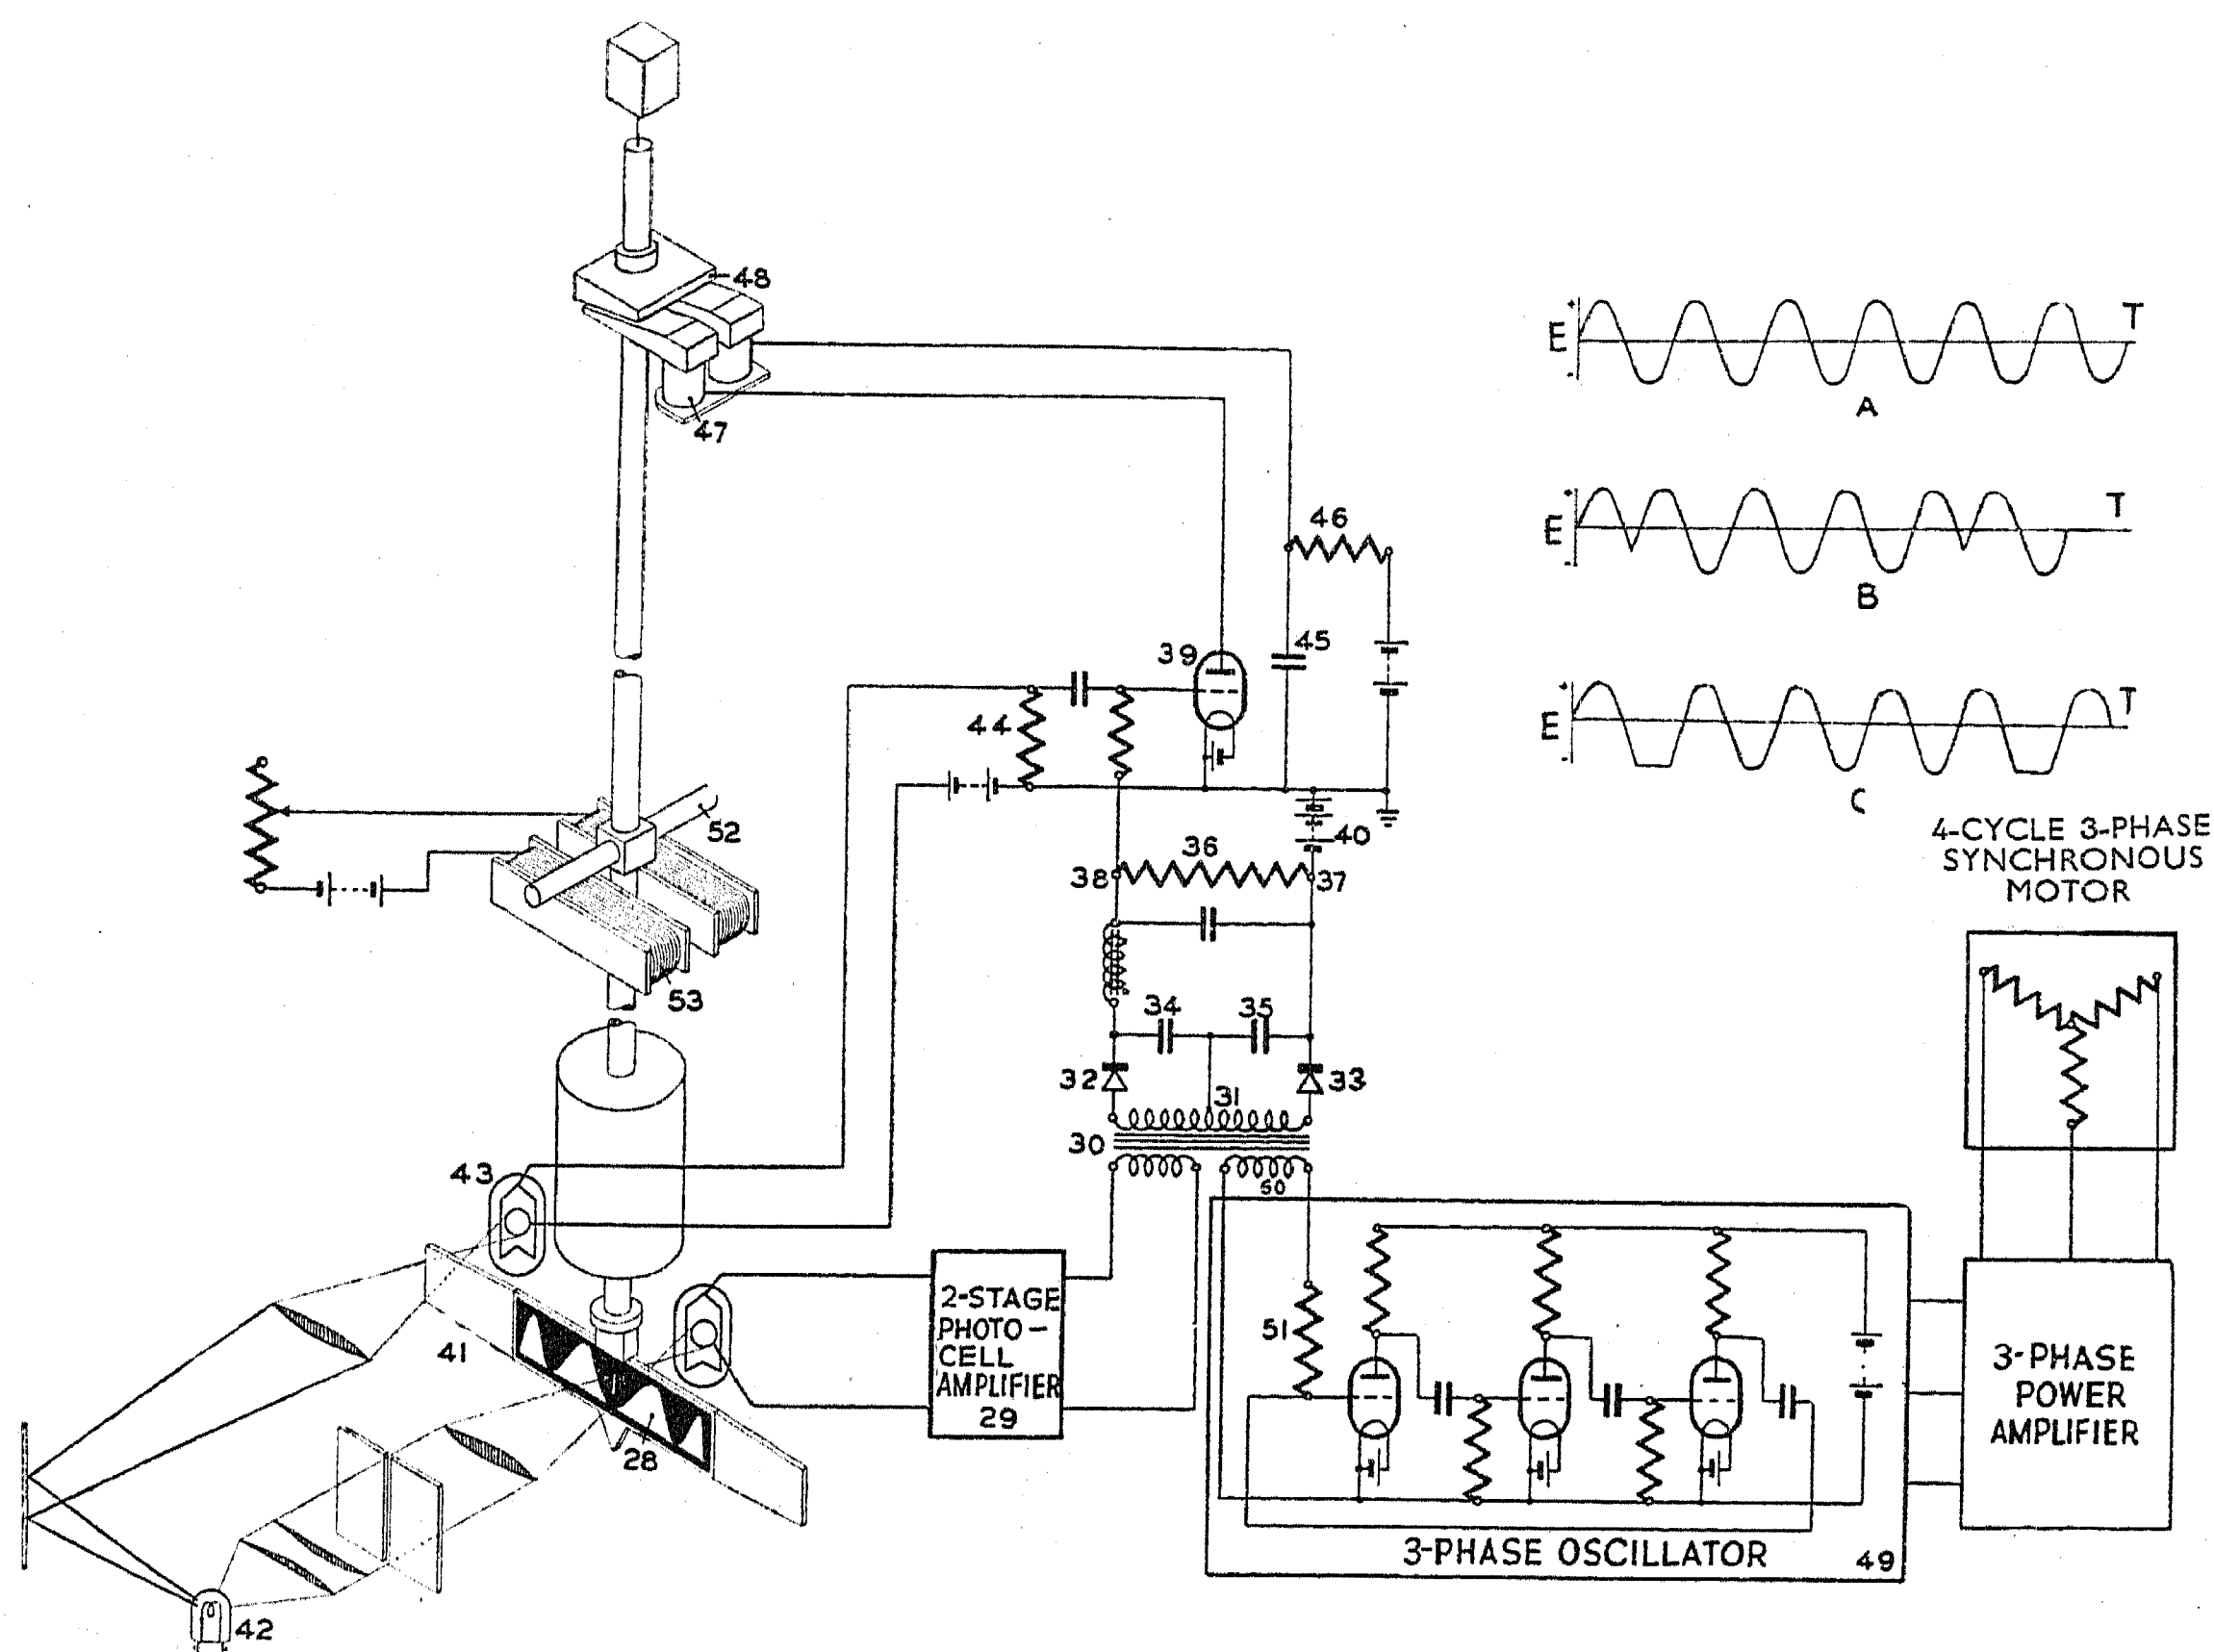 48
47
46
45
39
44
40
36
38
37
34
35
32
33
31
30
50
52
53
43
41
28
42
2-STAGE
PHOTO-
CELL
AMPLIFIER
29
51
3-PHASE OSCILLATOR
49
E
+
-
T
A
E
+
-
T
B
E
+
-
T
C
4-CYCLE 3-PHASE
SYNCHRONOUS
MOTOR
3-PHASE
POWER
AMPLIFIER